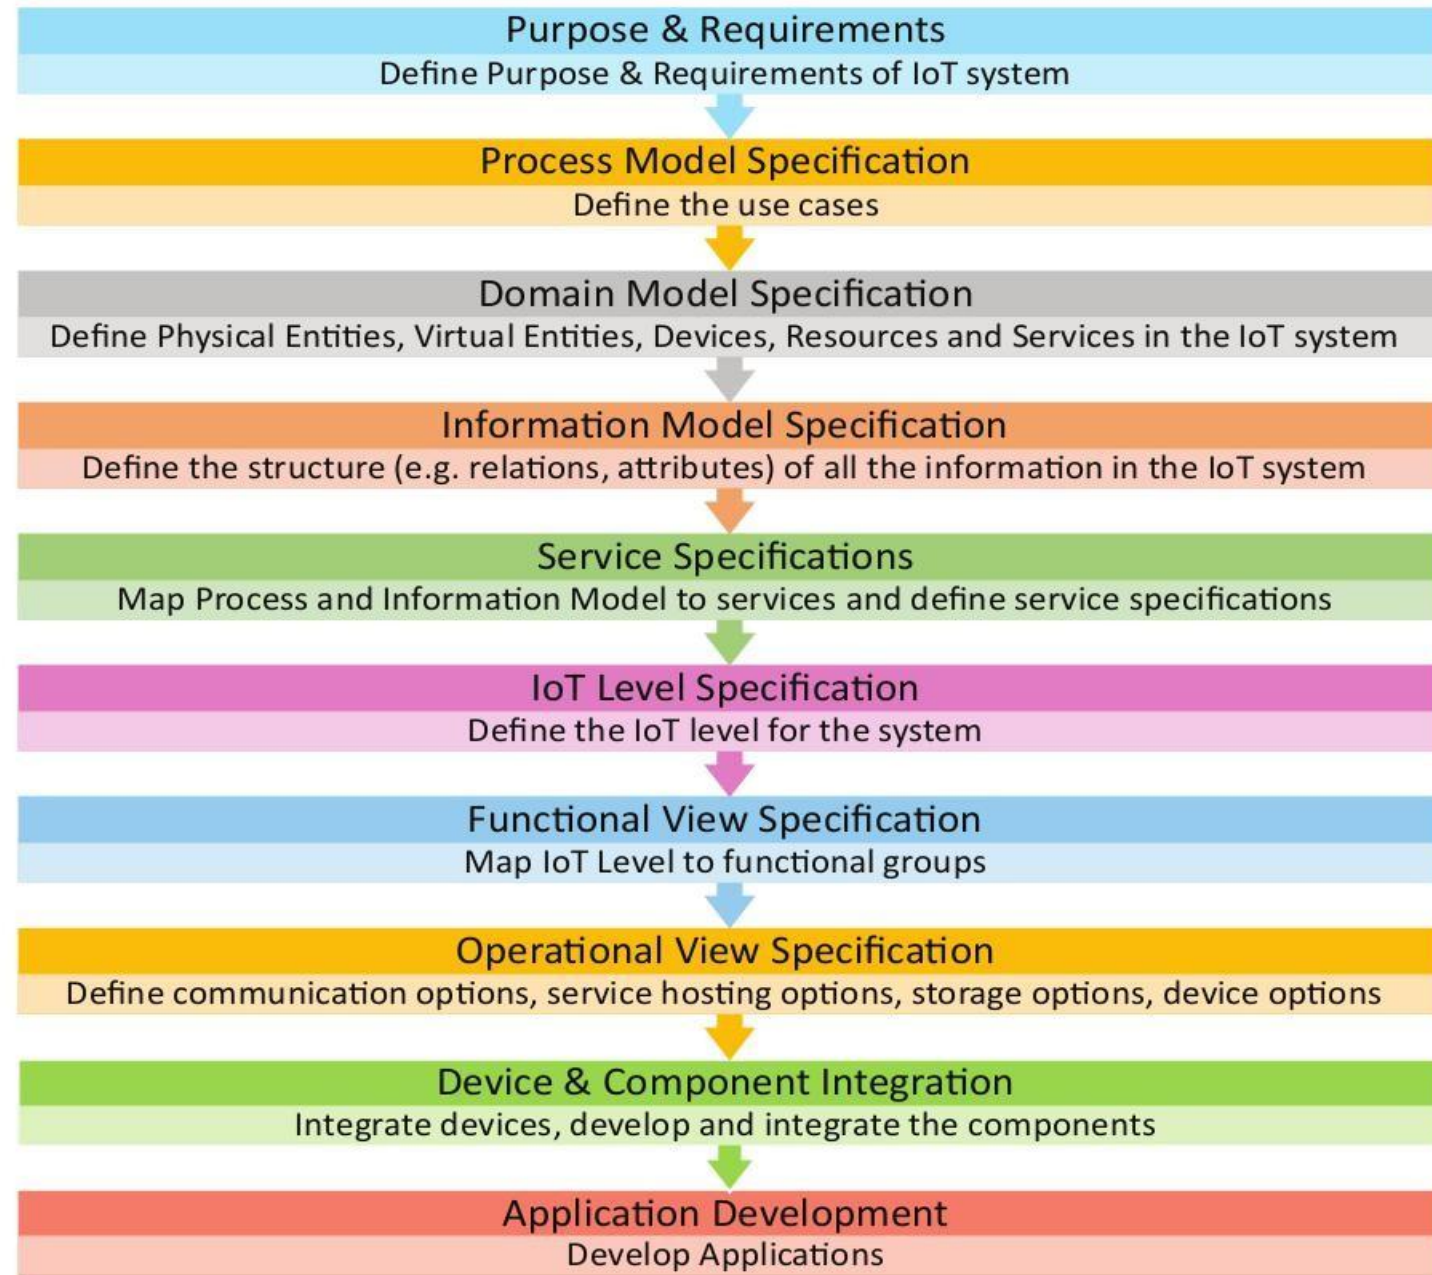 Purpose & Requirements
Define Purpose & Requirements of IoT system
Process Model Specification
Define the use cases
Domain Model Specification
Define Physical Entities, Virtual Entities, Devices, Resources and Services in the IoT system
Information Model Specification
Define the structure (e.g. relations, attributes) of all the information in the IoT system
Service Specifications
Map Process and Information Model to services and define service specifications
IoT Level Specification
Define the IoT level for the system
Functional View Specification
Map IoT Level to functional groups
Operational View Specification
Define communication options, service hosting options, storage options, device options
Device & Component Integration
Integrate devices, develop and integrate the components
Application Development
Develop Applications